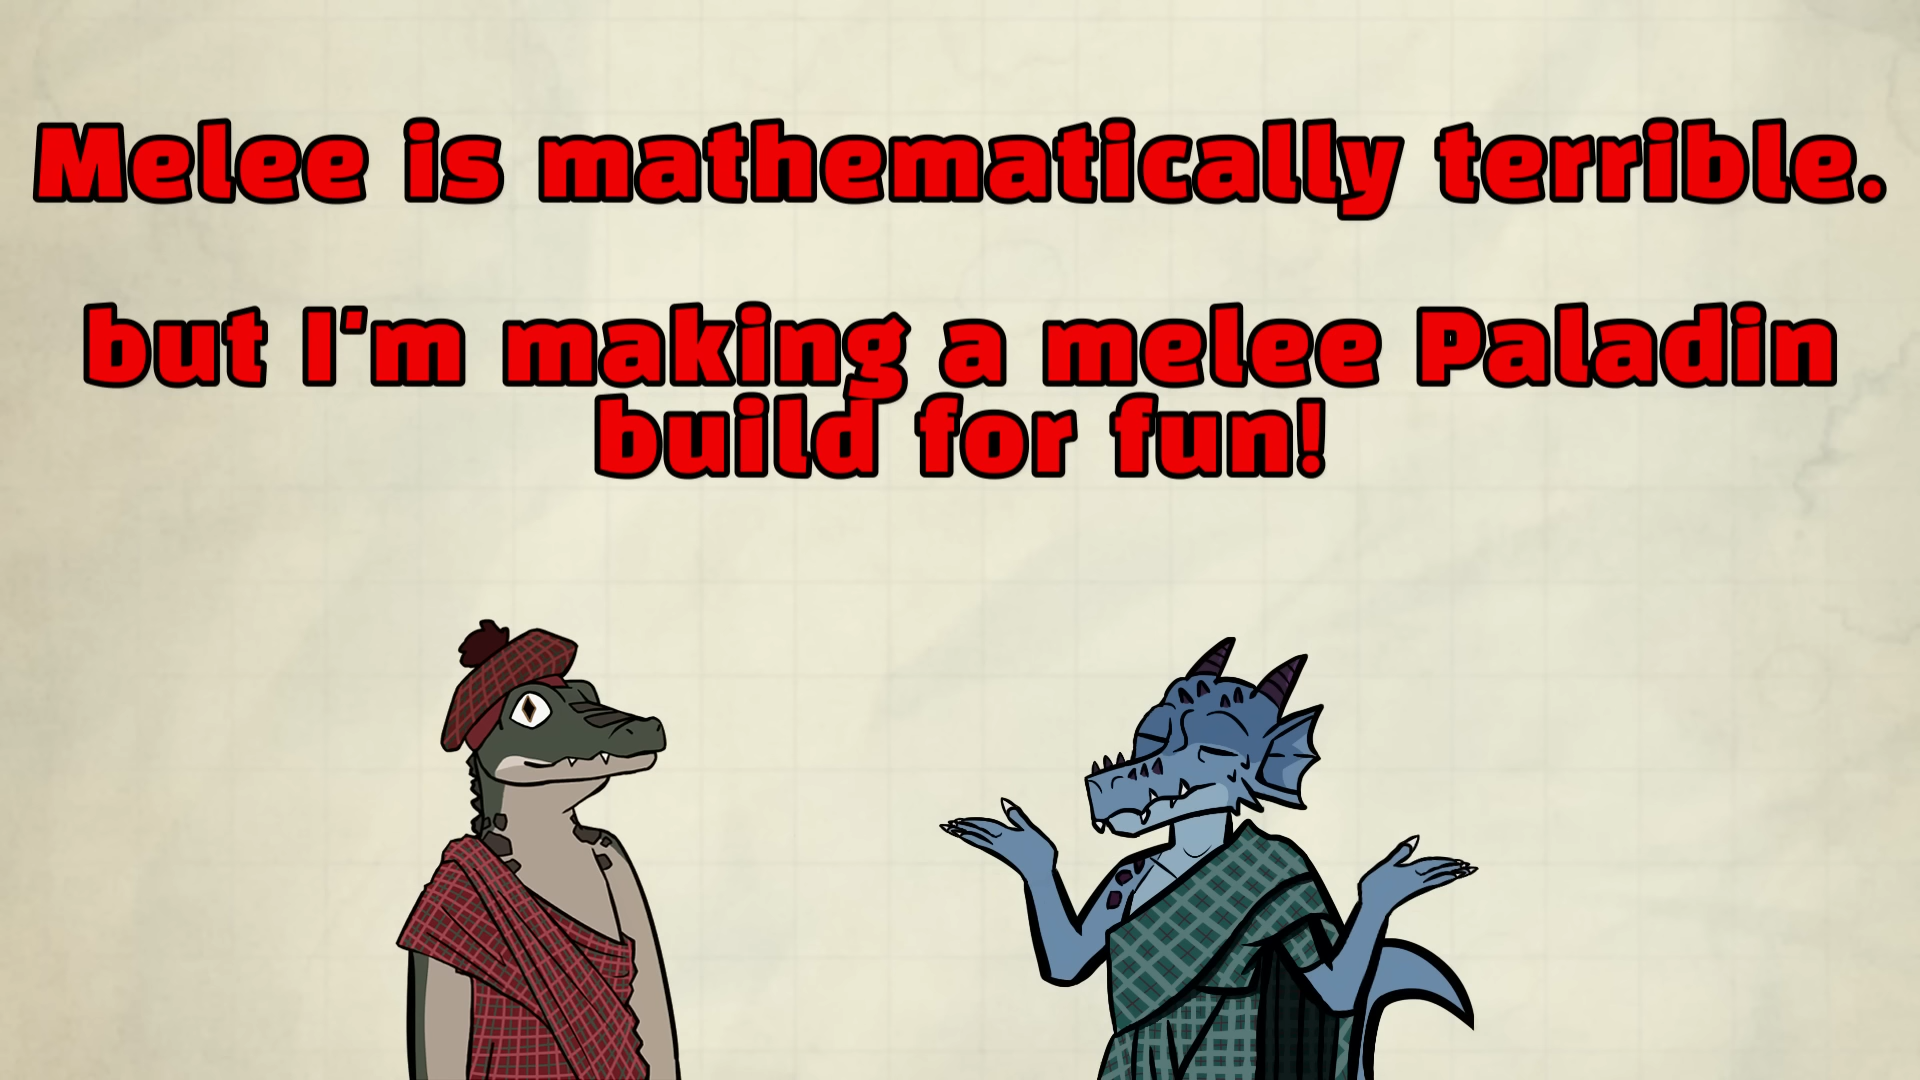 Melee is mathematically terrible.
but I'm making a melee Paladin
build for fun!